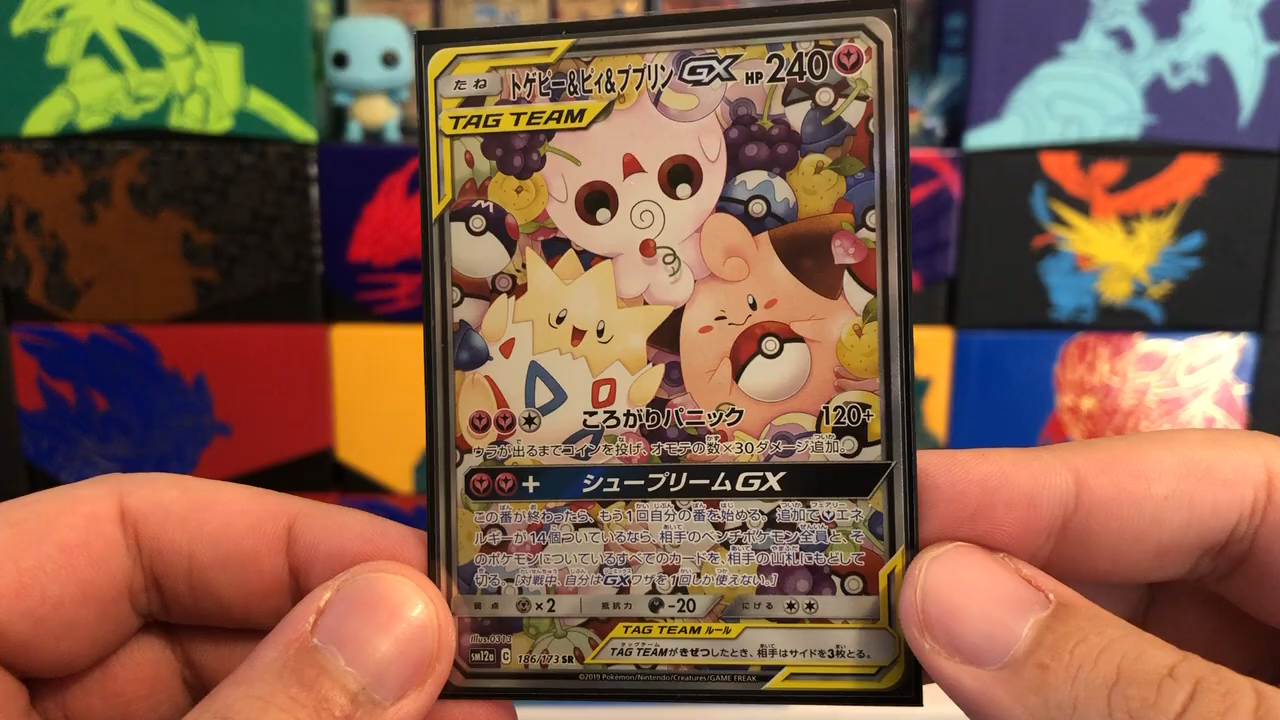 たね トゲピー&ピィ&ププリンGX HP 240
TAG TEAM
M
ころがりパニック 120+
ウラが出るまでコインを投げ、オモテの数×30ダメージ追加。
+ シュープリームGX
この番が終わったら、もう1回自分の番を始める。追加でエネ
ルギーが14個ついているなら、相手のベンチポケモン全員と、そ
のポケモンについているすべてのカードを、相手の山札にもどして
切る。[対戦中、自分はGXワザを1回しか使えない。]
弱点 ×2 抵抗力 -20 にげる
illus.0313
TAG TEAM ルール
TAG TEAMがきぜつしたとき、相手はサイドを3枚とる。
sm12a C 186/173 SR
©2019 Pokémon/Nintendo/Creatures/GAME FREAK